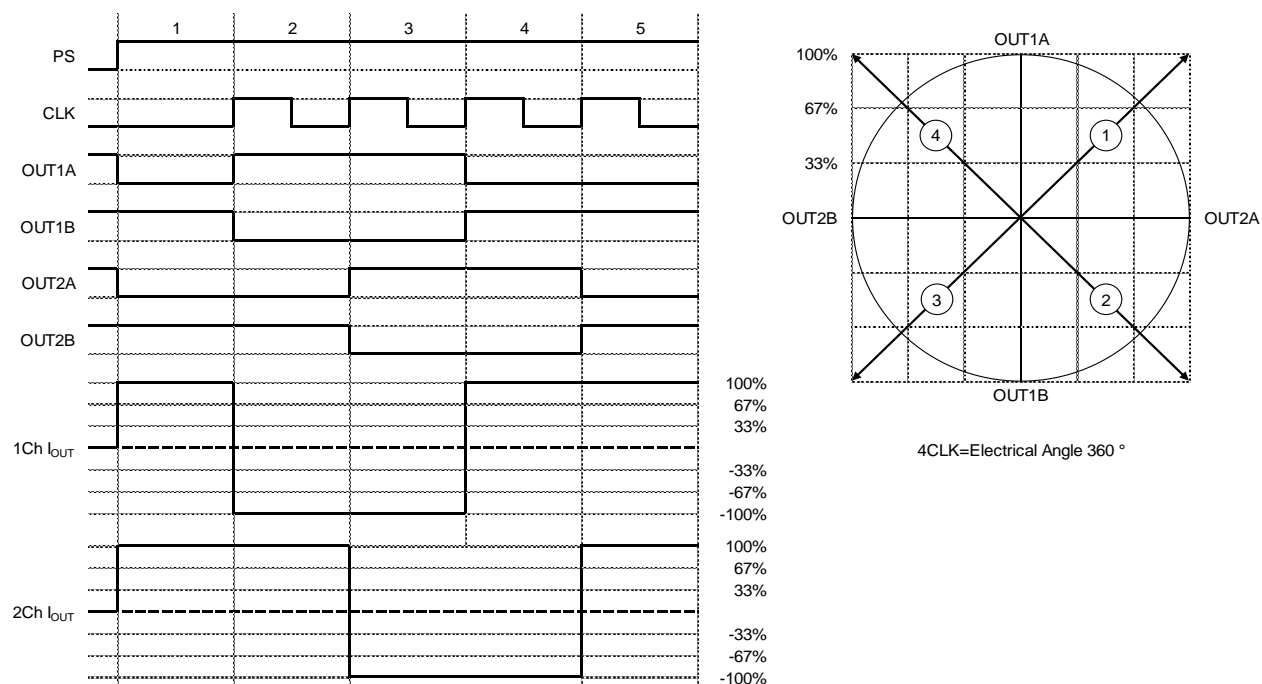 1 2 3 4 5
PS
CLK
OUT1A
OUT1B
OUT2A
OUT2B
1Ch IOUT
100%
67%
33%
-33%
-67%
-100%
2Ch IOUT
100%
67%
33%
-33%
-67%
-100%
OUT1A
100%
67%
33%
4 1
OUT2B OUT2A
3 2
OUT1B
4CLK=Electrical Angle 360 °